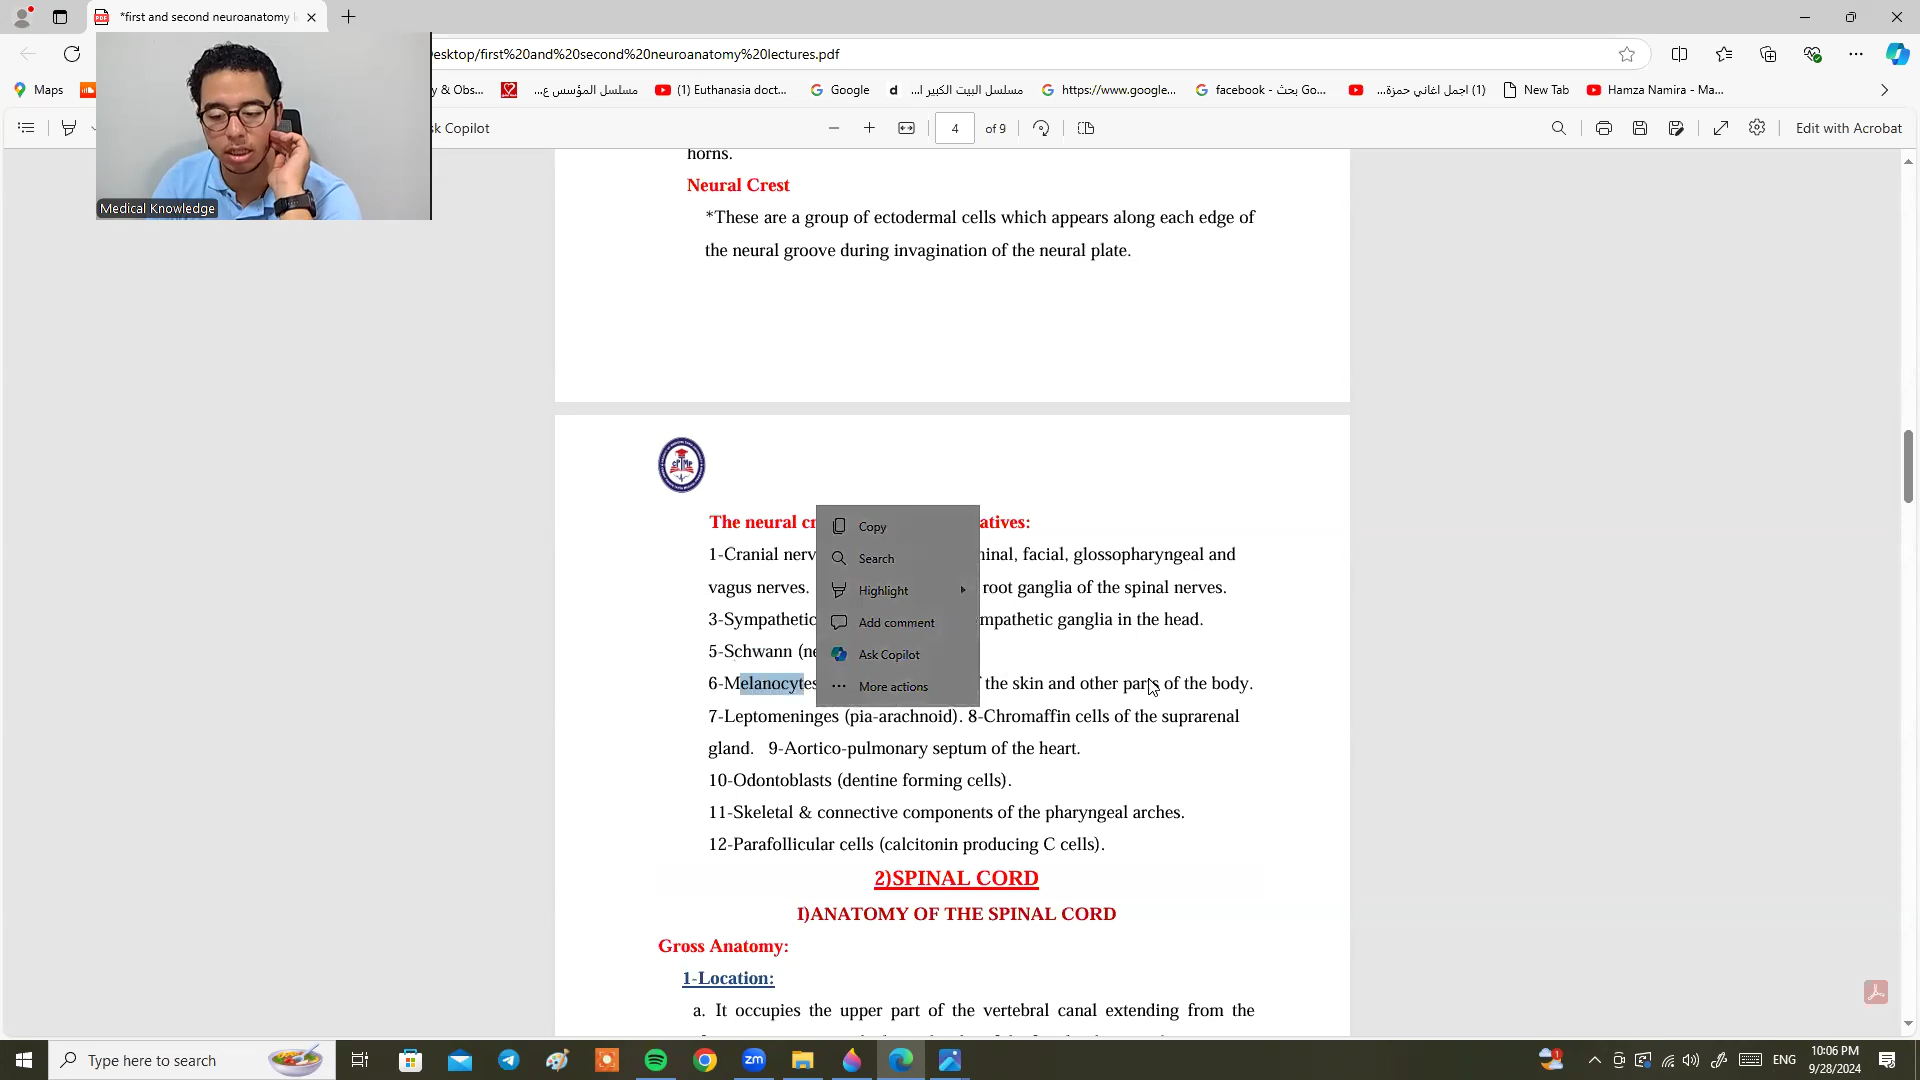 *first and second neuroanatomy l
esktop/first%20and%20second%20neuroanatomy%20lectures.pdf
Maps
y & Obs...
مسلسل المؤسس ع...
(1) Euthanasia doct...
Google
مسلسل البيت الكبير ا...
https://www.google...
facebook - بحث Go...
(1) اجمل اغاني حمزة...
New Tab
Hamza Namira - Ma...
sk Copilot
4 of 9
Edit with Acrobat
Medical Knowledge
horns.
Neural Crest
*These are a group of ectodermal cells which appears along each edge of
the neural groove during invagination of the neural plate.
The neural cr atives:
1-Cranial nerv inal, facial, glossopharyngeal and
vagus nerves. root ganglia of the spinal nerves.
3-Sympathetic mpathetic ganglia in the head.
5-Schwann (ne
6-Melanocytes the skin and other parts of the body.
7-Leptomeninges (pia-arachnoid). 8-Chromaffin cells of the suprarenal
gland. 9-Aortico-pulmonary septum of the heart.
10-Odontoblasts (dentine forming cells).
11-Skeletal & connective components of the pharyngeal arches.
12-Parafollicular cells (calcitonin producing C cells).
Copy
Search
Highlight
Add comment
Ask Copilot
More actions
2)SPINAL CORD
I)ANATOMY OF THE SPINAL CORD
Gross Anatomy:
1-Location:
a. It occupies the upper part of the vertebral canal extending from the
Type here to search
zm
ENG
10:06 PM
9/28/2024